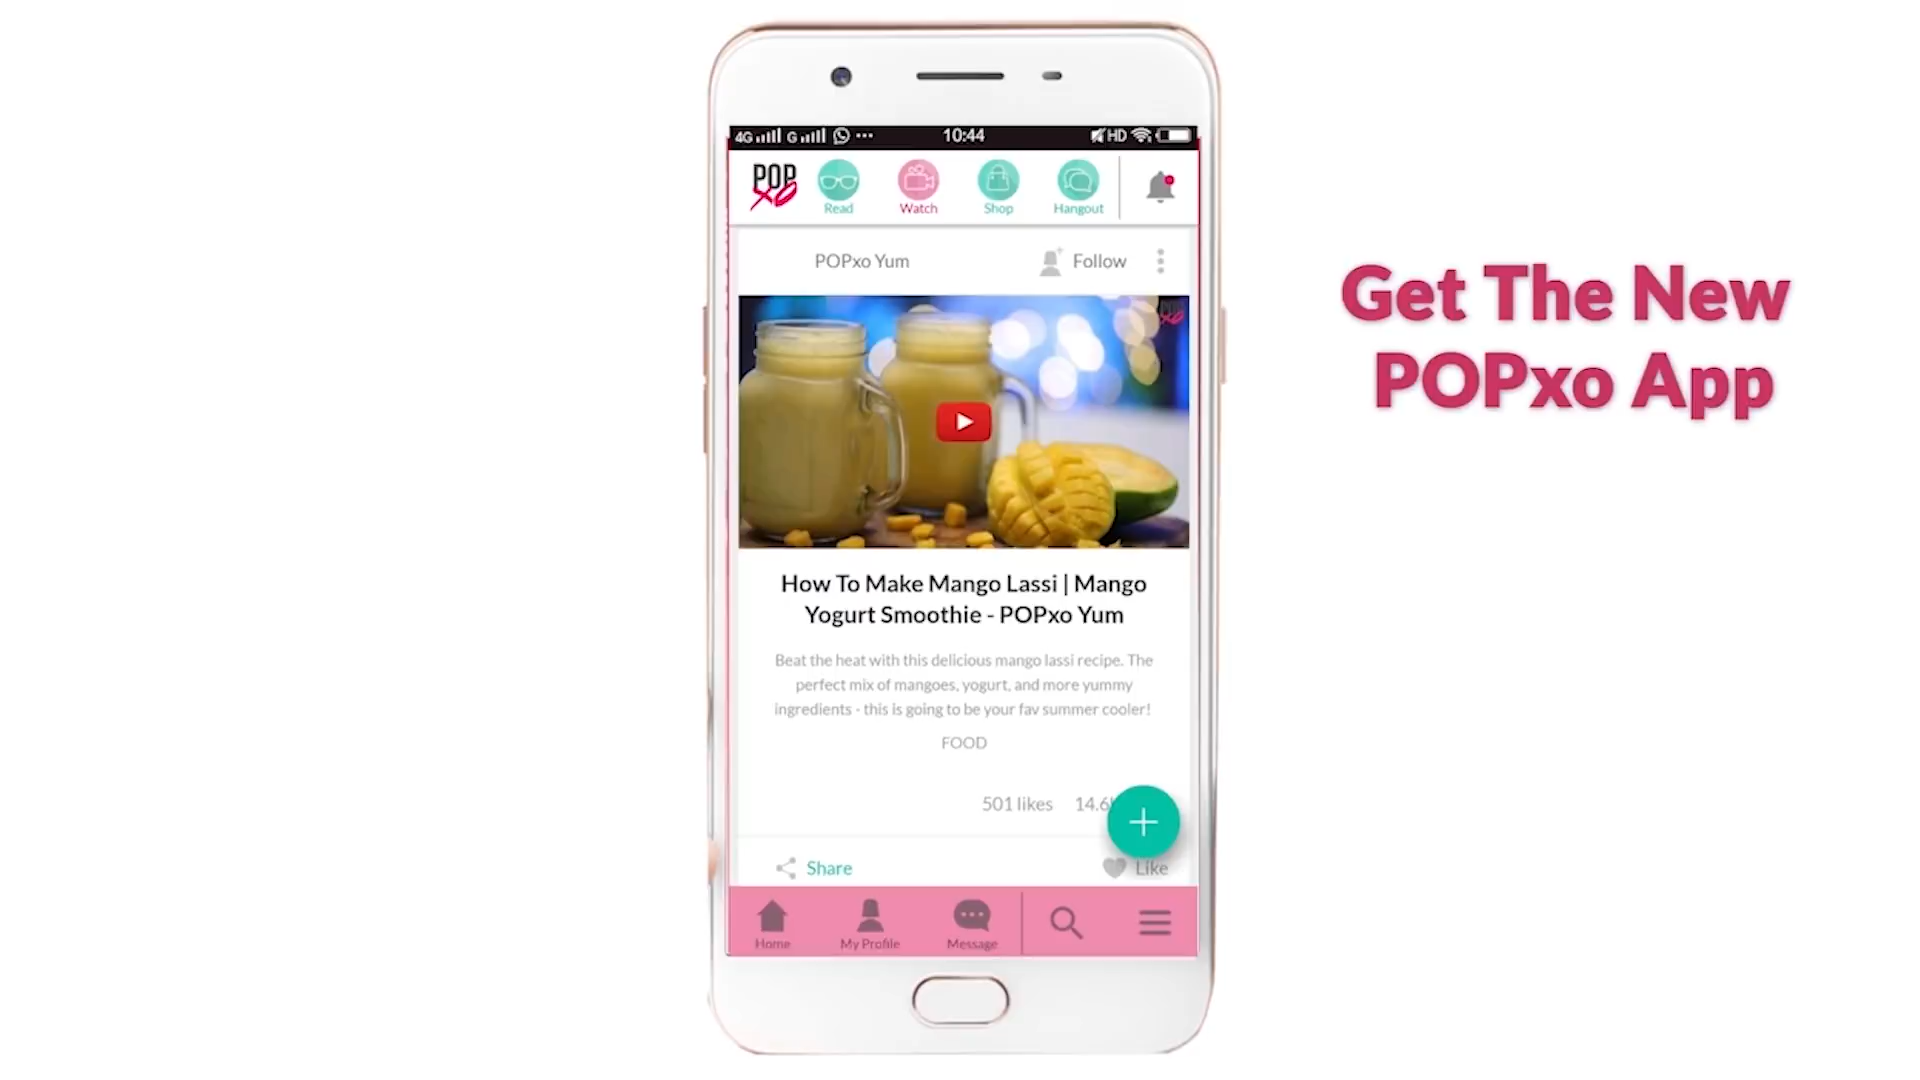 4G G 10:44 HD
POP
xo
Read Watch Shop Hangout
POPxo Yum Follow
How To Make Mango Lassi | Mango
Yogurt Smoothie - POPxo Yum
Beat the heat with this delicious mango lassi recipe. The
perfect mix of mangoes, yogurt, and more yummy
ingredients - this is going to be your fav summer cooler!
FOOD
501 likes 14.6
Share Like
Home My Profile Message
Get The New
POPxo App